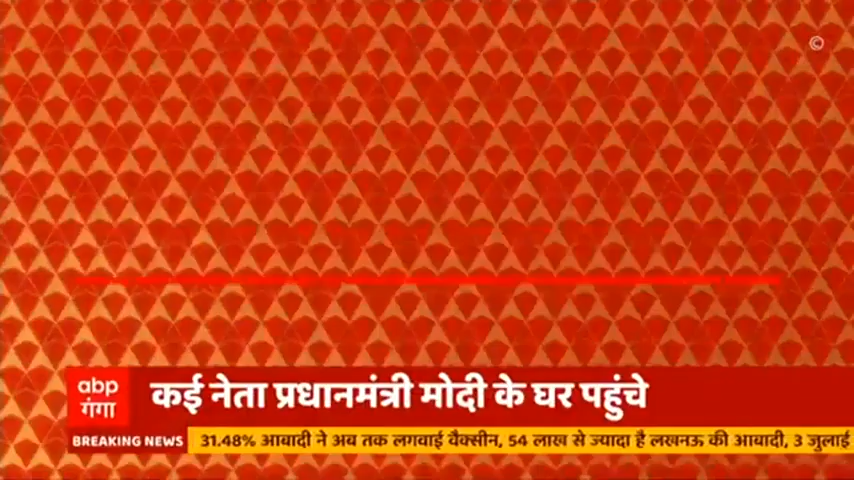 ©
कई नेता प्रधानमंत्री मोदी के घर पहुंचे
abp
गंगा
BREAKING NEWS
31.48% आबादी ने अब तक लगवाई वैक्सीन, 54 लाख से ज्यादा है लखनऊ की आबादी, 3 जुलाई